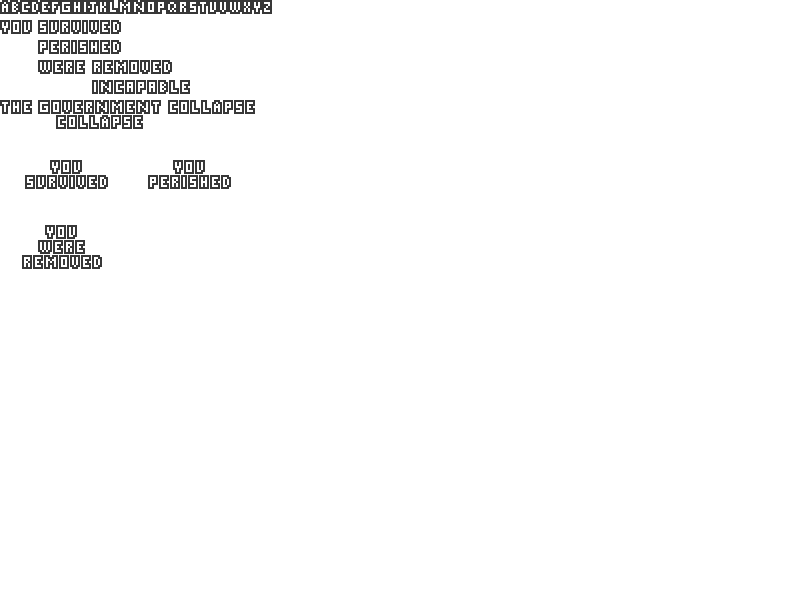 ABCDEFGHIJKLMNOPQRSTUVWXYZ
YOU SURVIVED
PERISHED
WERE REMOVED
INCAPABLE
THE GOVERNMENT COLLAPSE
COLLAPSE
YOU YOU
SURVIVED PERISHED
YOU
WERE
REMOVED